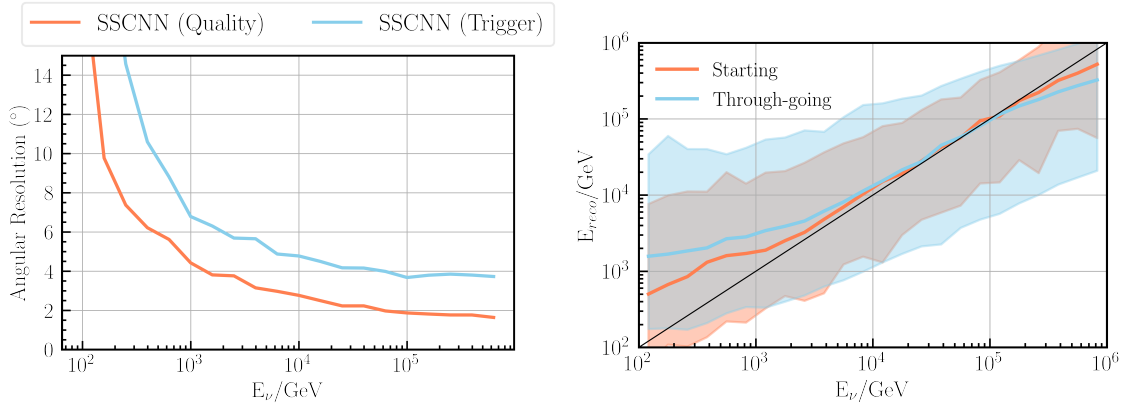 SSCNN (Quality) SSCNN (Trigger)
Angular Resolution (°)
14
12
10
8
6
4
2
0
10² 10³ 10⁴ 10⁵
E_ν/GeV
E_reco/GeV
10⁶
10⁵
10⁴
10³
10²
Starting
Through-going
10² 10³ 10⁴ 10⁵ 10⁶
E_ν/GeV